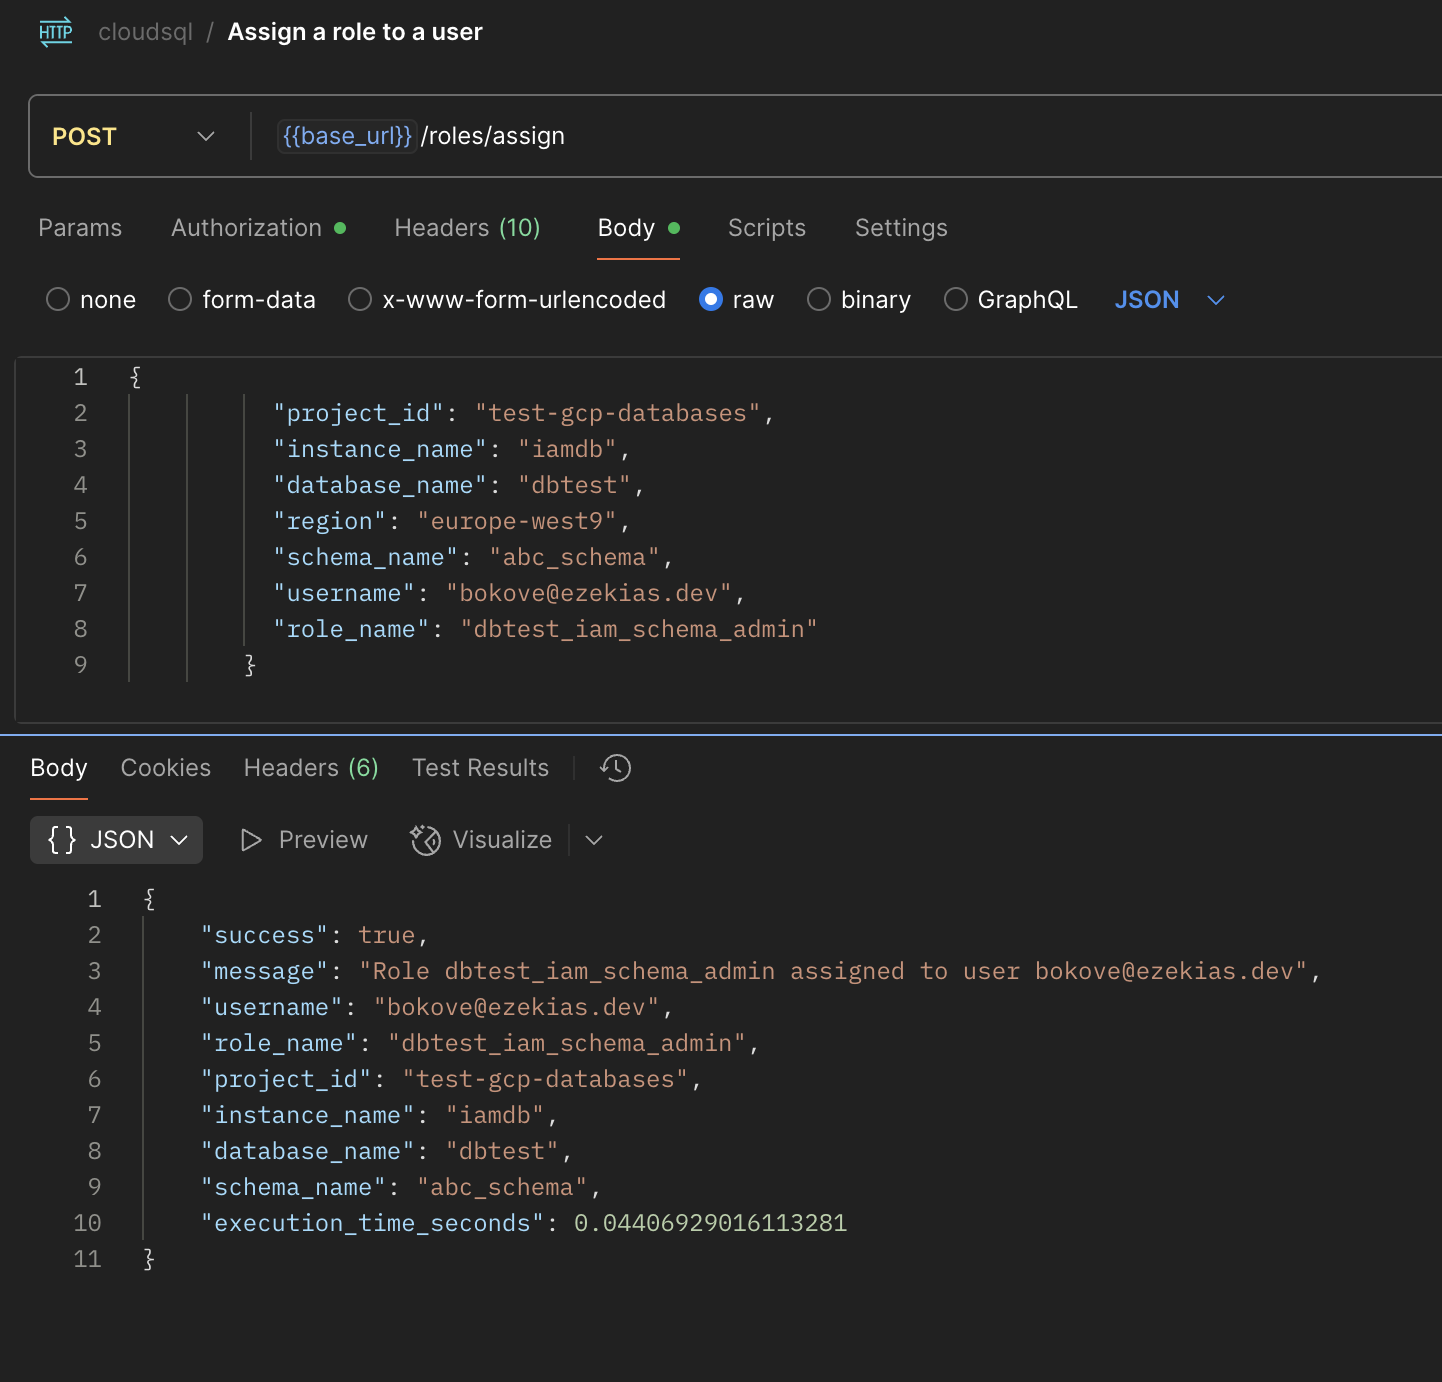 HTTP cloudsql / Assign a role to a user
POST {{base_url}}/roles/assign
Params Authorization Headers (10) Body Scripts Settings
none form-data x-www-form-urlencoded raw binary GraphQL JSON
1 {
2 "project_id": "test-gcp-databases",
3 "instance_name": "iamdb",
4 "database_name": "dbtest",
5 "region": "europe-west9",
6 "schema_name": "abc_schema",
7 "username": "bokove@ezekias.dev",
8 "role_name": "dbtest_iam_schema_admin"
9 }
Body Cookies Headers (6) Test Results
{} JSON Preview Visualize
1 {
2 "success": true,
3 "message": "Role dbtest_iam_schema_admin assigned to user bokove@ezekias.dev",
4 "username": "bokove@ezekias.dev",
5 "role_name": "dbtest_iam_schema_admin",
6 "project_id": "test-gcp-databases",
7 "instance_name": "iamdb",
8 "database_name": "dbtest",
9 "schema_name": "abc_schema",
10 "execution_time_seconds": 0.04406929016113281
11 }